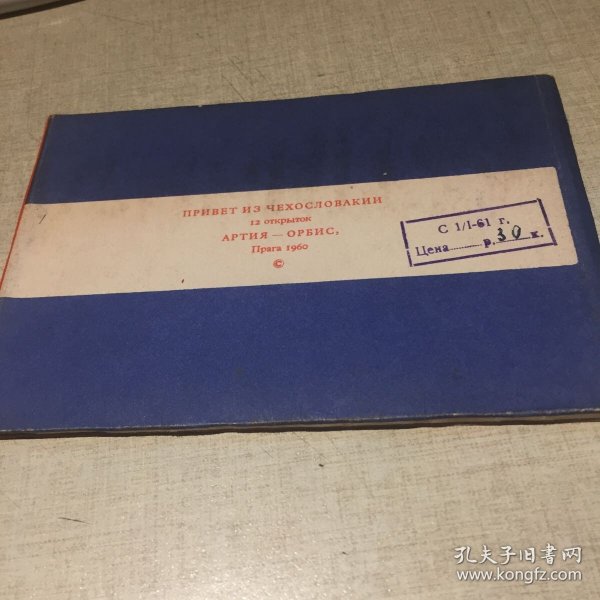 ПРИВЕТ ИЗ ЧЕХОСЛОВАКИИ
12 открыток
АРТИЯ — ОРБИС,
Прага 1960
©
С 1/I-61 г.
Цена..........р. 30 к.
孔夫子旧书网
www.kongfz.com